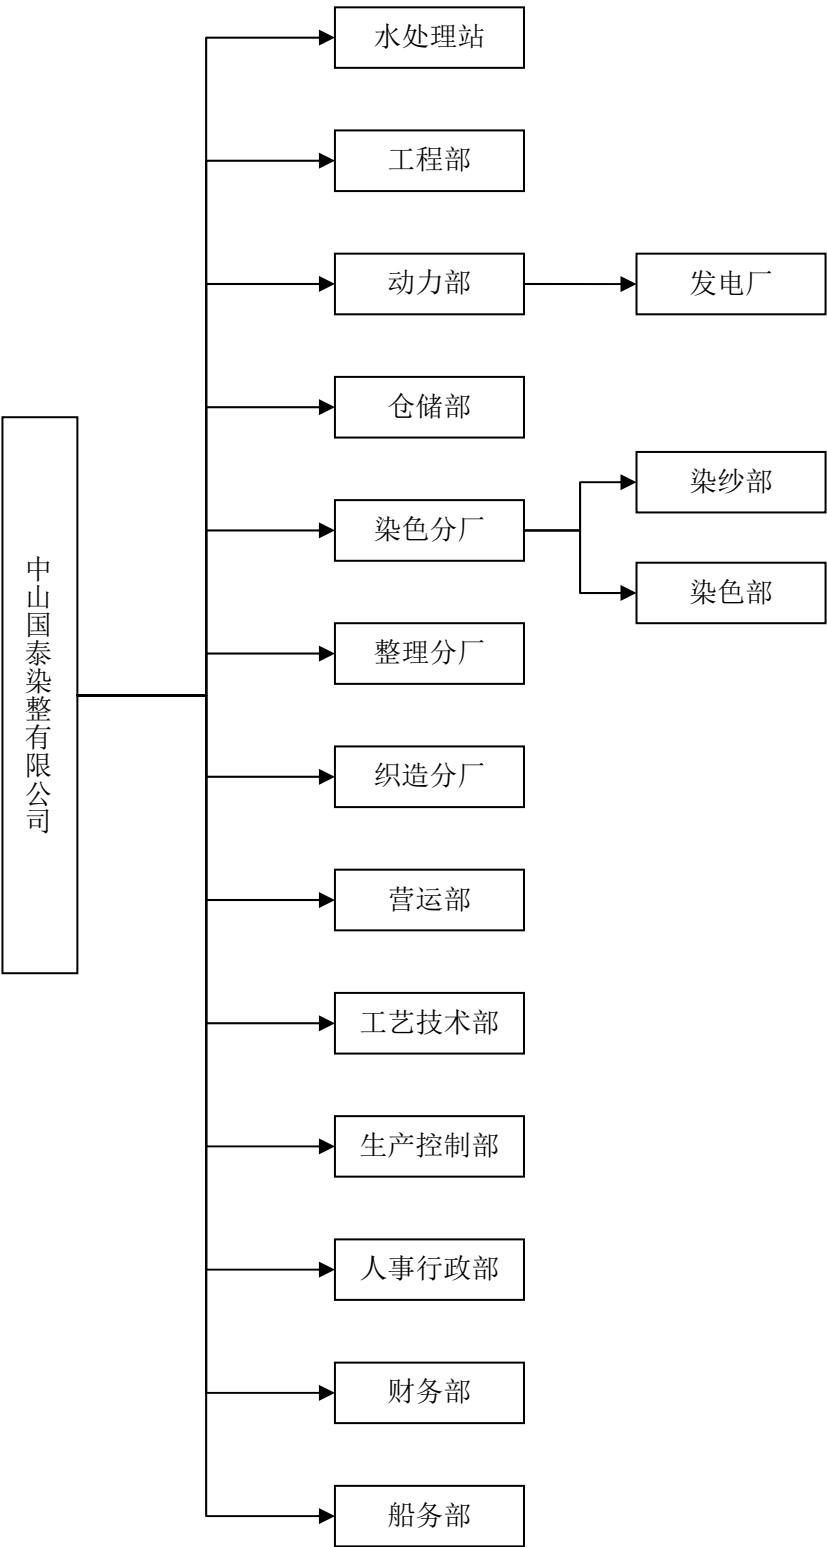 水处理站
工程部
动力部
发电厂
仓储部
染纱部
染色分厂
染色部
中山国泰染整有限公司
整理分厂
织造分厂
营运部
工艺技术部
生产控制部
人事行政部
财务部
船务部